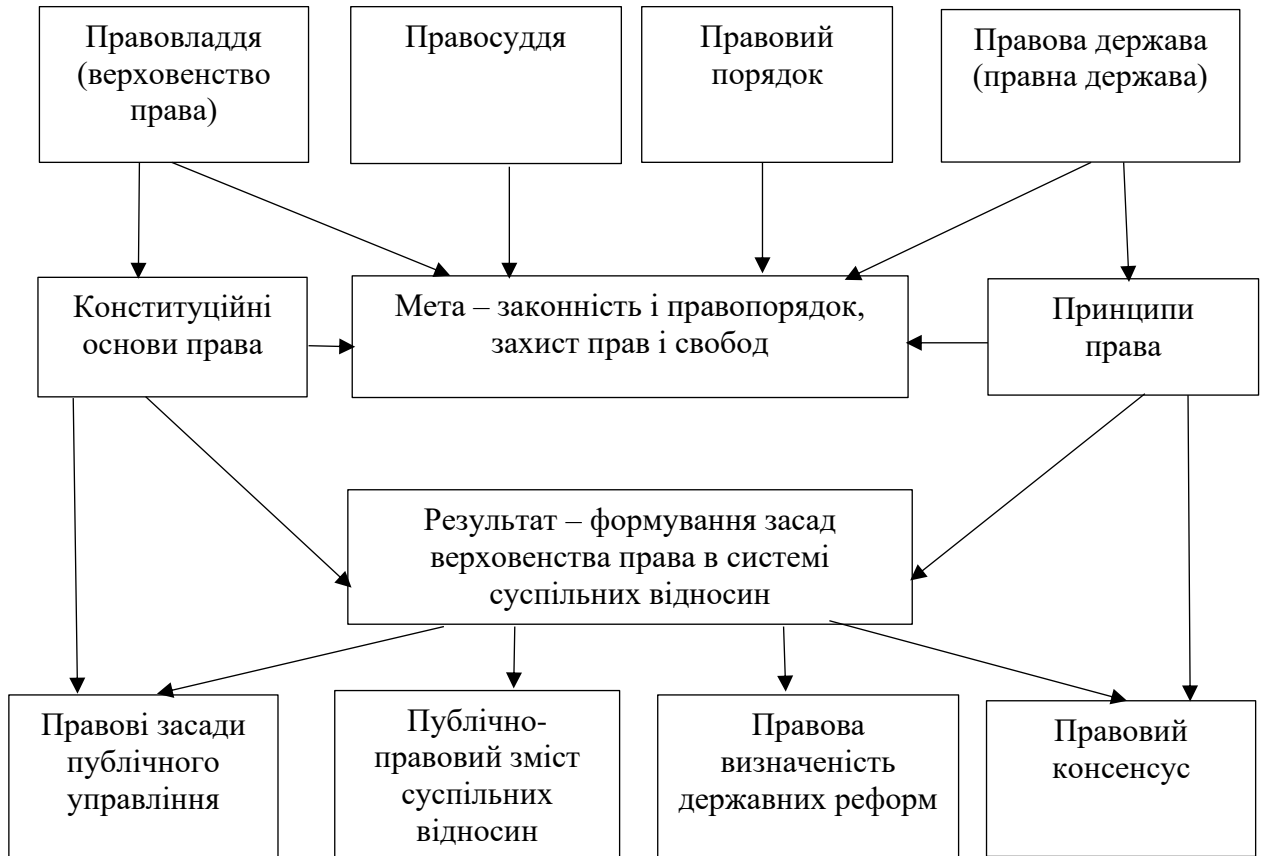 Правовладдя
(верховенство
права)
Правосуддя
Правовий
порядок
Правова держава
(правна держава)
Конституційні
основи права
Мета – законність і правопорядок,
захист прав і свобод
Принципи
права
Результат – формування засад
верховенства права в системі
суспільних відносин
Правові засади
публічного
управління
Публічно-
правовий зміст
суспільних
відносин
Правова
визначеність
державних реформ
Правовий
консенсус